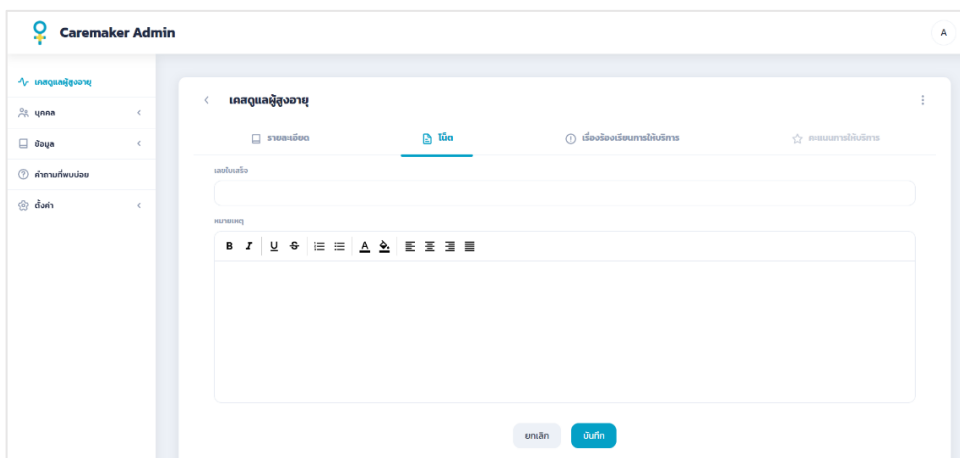 Caremaker Admin
A
เคสดูแลผู้สูงอายุ
บุคคล
ข้อมูล
คำถามที่พบบ่อย
ตั้งค่า
เคสดูแลผู้สูงอายุ
รายละเอียด
โน๊ต
เรื่องร้องเรียนการให้บริการ
คะแนนการให้บริการ
เลขใบเสร็จ
หมายเหตุ
B I U S A
ยกเลิก
บันทึก